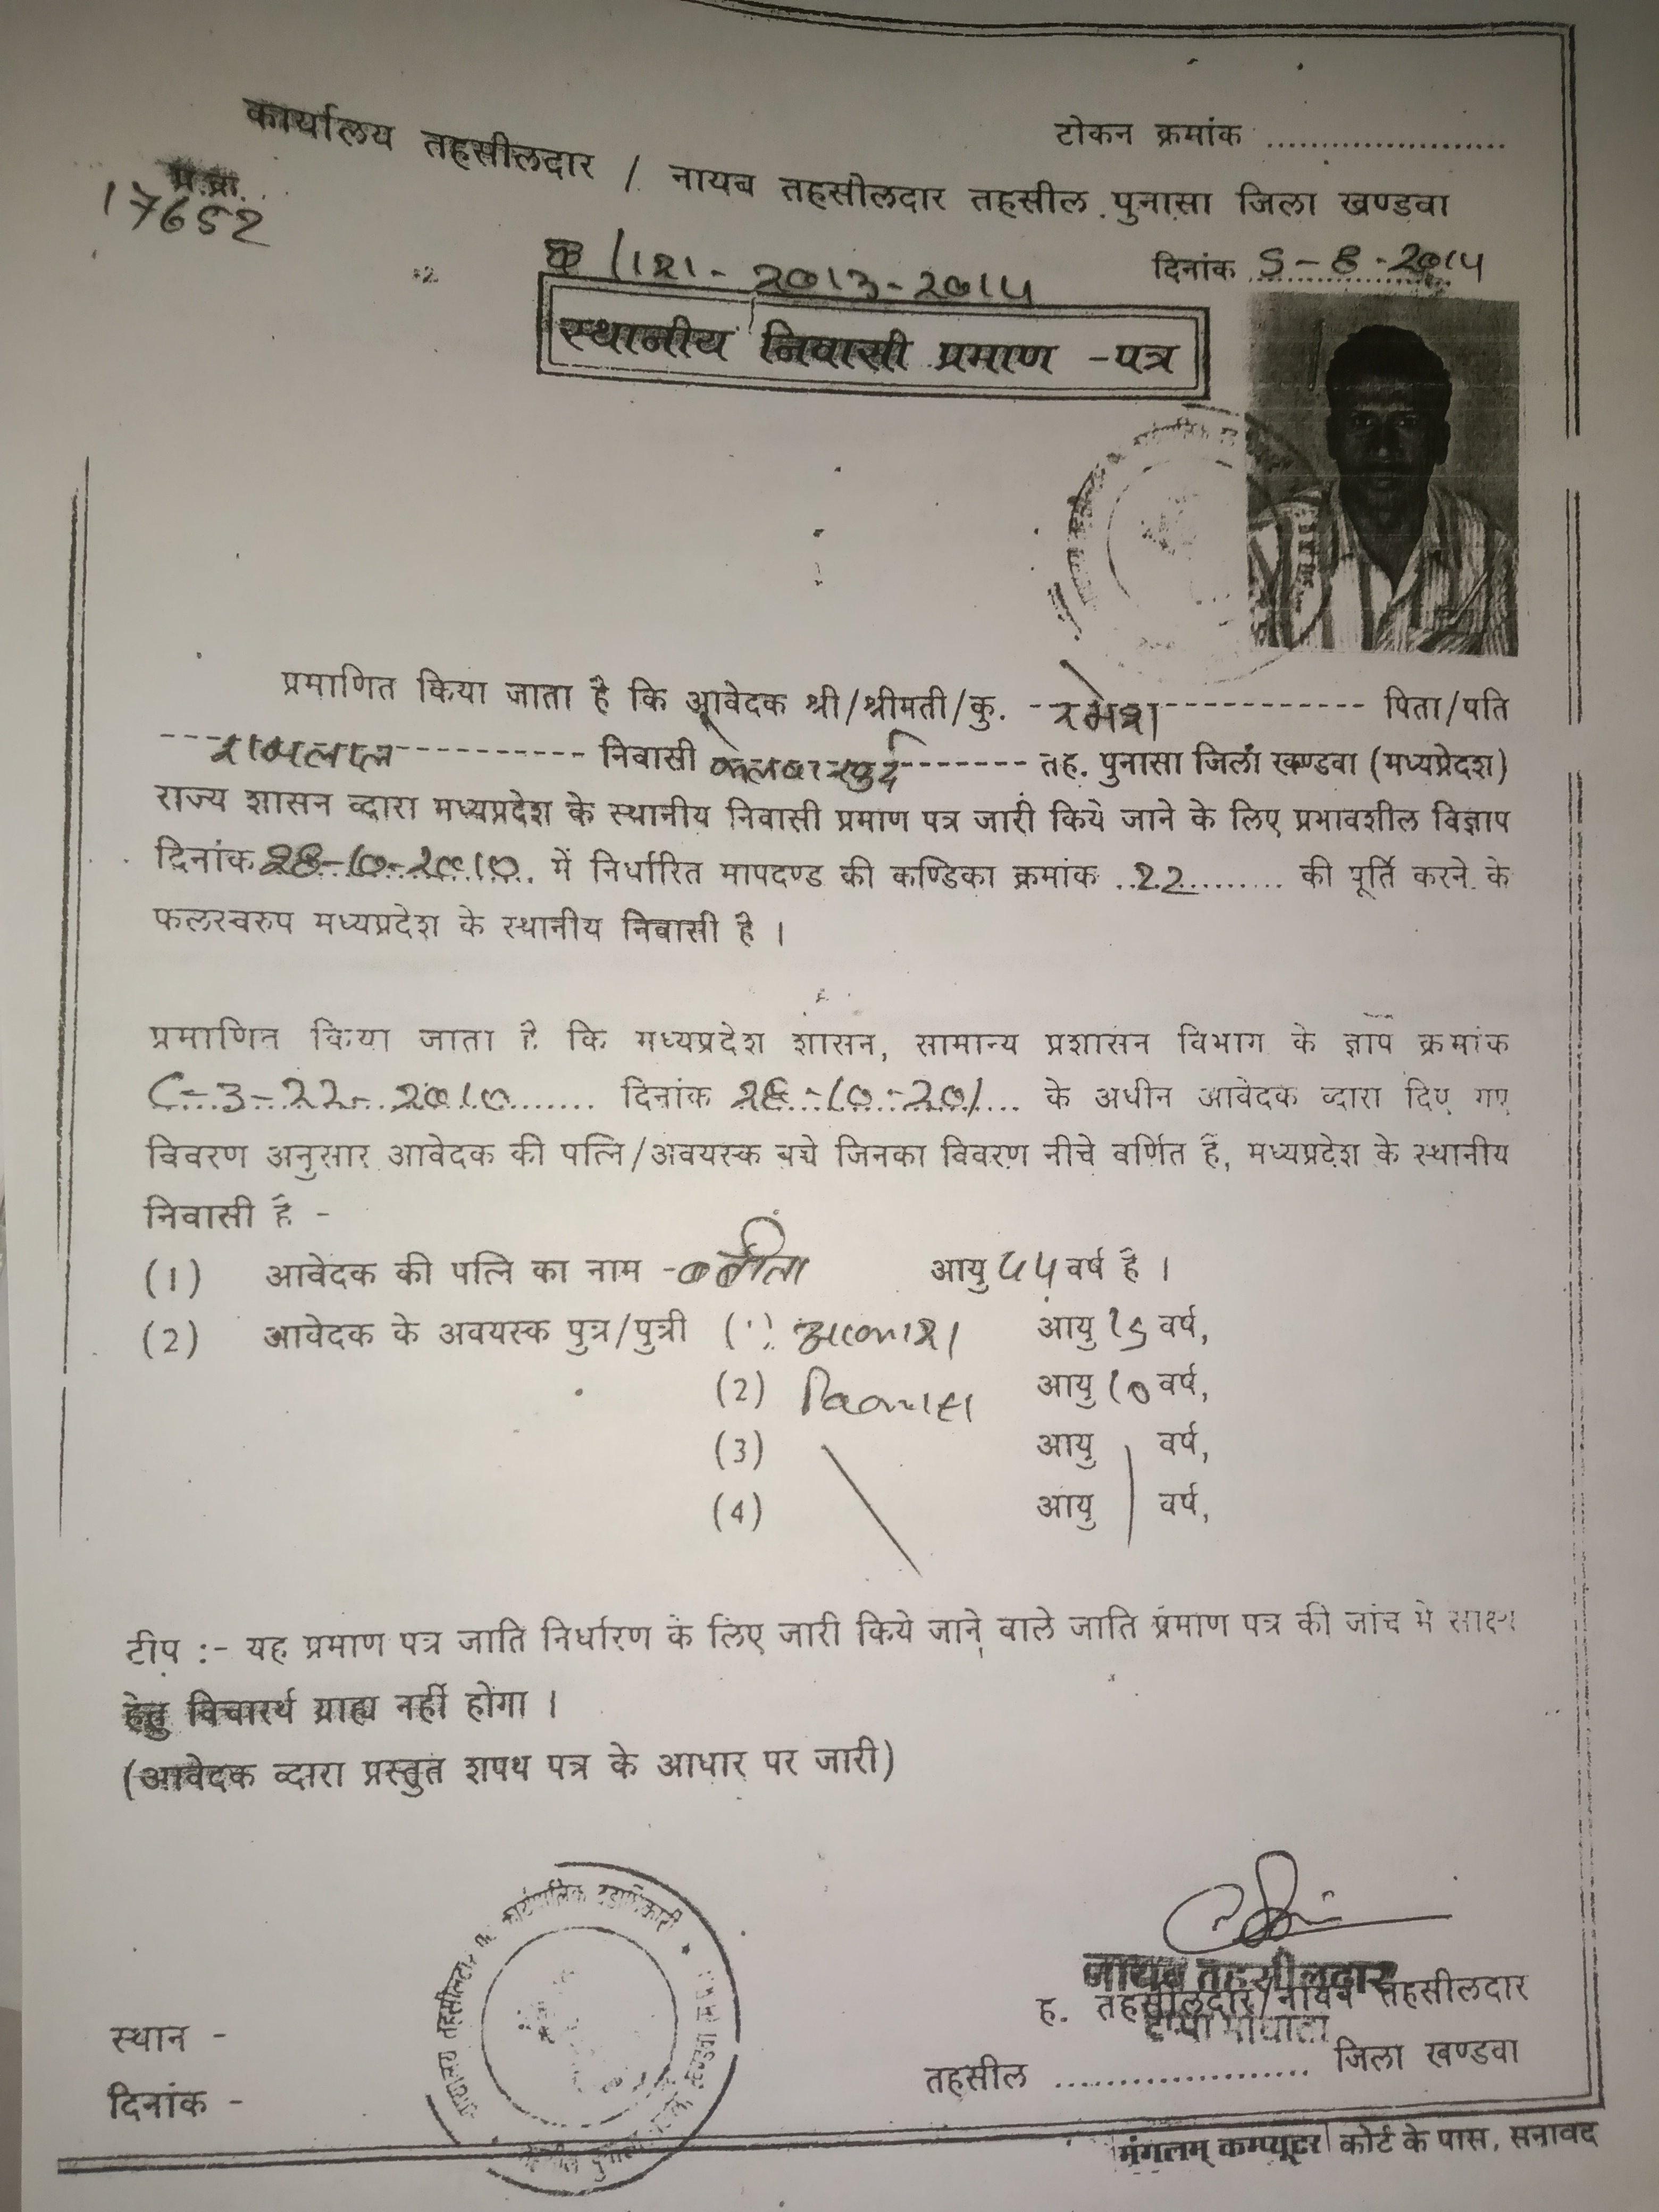 टोकन क्रमांक ......................
कार्यालय तहसीलदार / नायब तहसीलदार तहसील पुनासा जिला खण्डवा
प्र.प्रा.
17652
/121- 2013-2014
दिनांक 5-8-2014
स्थानीय निवासी प्रमाण -पत्र
प्रमाणित किया जाता है कि आवेदक श्री/श्रीमती/कु. रमेश पिता/पति
रामलाल निवासी केलवा खुर्द तह. पुनासा जिला खण्डवा (मध्यप्रेदश)
राज्य शासन व्दारा मध्यप्रदेश के स्थानीय निवासी प्रमाण पत्र जारी किये जाने के लिए प्रभावशील विज्ञाप
दिनांक 28-10-2010 में निर्धारित मापदण्ड की कण्डिका क्रमांक ..22.......... की पूर्ति करने के
फलस्वरुप मध्यप्रदेश के स्थानीय निवासी है ।
प्रमाणित किया जाता है कि मध्यप्रदेश शासन, सामान्य प्रशासन विभाग के ज्ञाप क्रमांक
C-3-22-2010 दिनांक 28-10-201 के अधीन आवेदक व्दारा दिए गए
विवरण अनुसार आवेदक की पत्नि/अवयस्क बच्चे जिनका विवरण नीचे वर्णित हैं, मध्यप्रदेश के स्थानीय
निवासी है -
(1) आवेदक की पत्नि का नाम - आयु 45 वर्ष है ।
(2) आवेदक के अवयस्क पुत्र/पुत्री (1) आकाश आयु 15 वर्ष,
(2) विकास आयु 10 वर्ष,
(3) आयु वर्ष,
(4) आयु वर्ष,
टीप :- यह प्रमाण पत्र जाति निर्धारण के लिए जारी किये जाने वाले जाति प्रमाण पत्र की जांच मे साक्ष्य
हेतु विचारर्थ ग्राह्य नहीं होगा ।
(आवेदक व्दारा प्रस्तुत शपथ पत्र के आधार पर जारी)
नायब तहसीलदार
ह. तहसीलदार/नायब तहसीलदार
स्थान -
तहसील ..................... जिला खण्डवा
दिनांक -
मंगलम् कम्प्यूटर कोर्ट के पास, सनावद